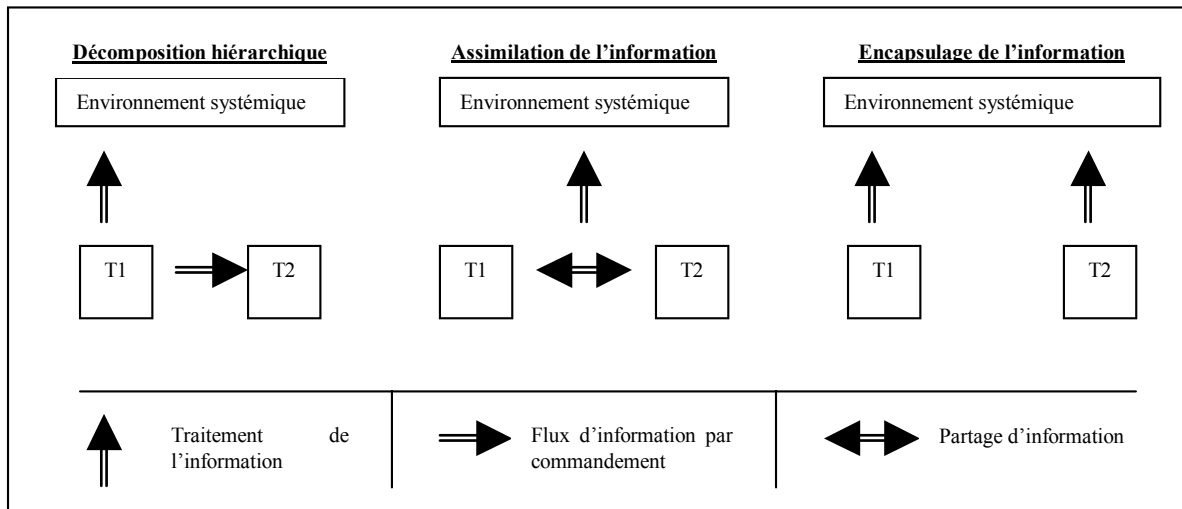 Décomposition hiérarchique
Assimilation de l’information
Encapsulage de l’information
Environnement systémique
Environnement systémique
Environnement systémique
T1
T2
T1
T2
T1
T2
Traitement de
l’information
Flux d’information par
commandement
Partage d’information